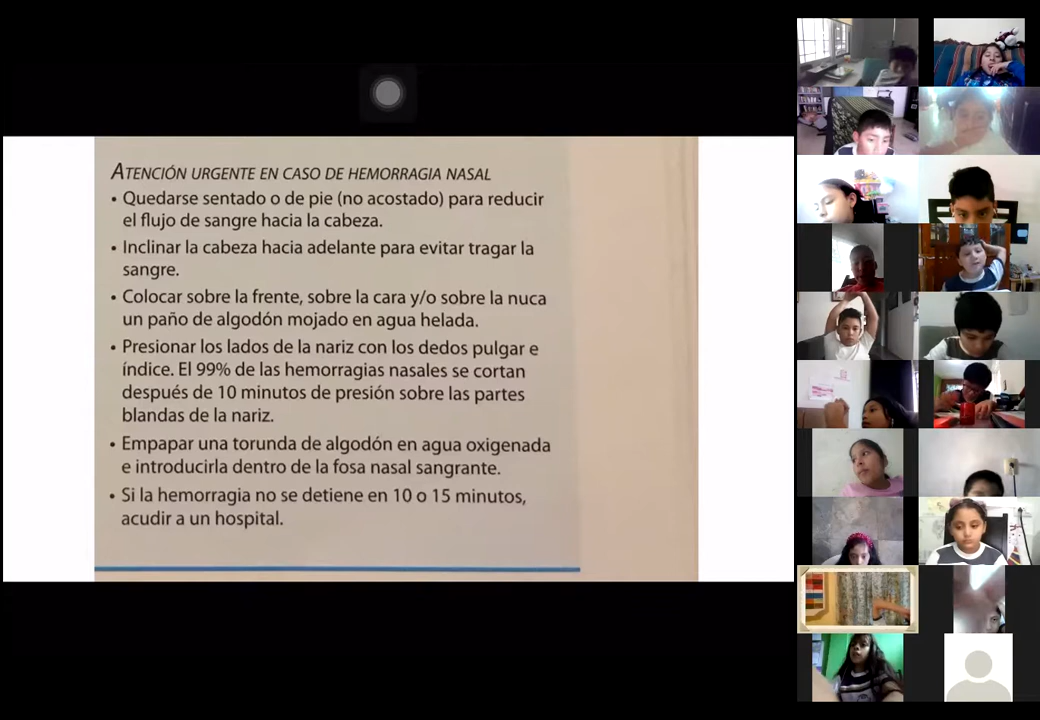 ATENCIÓN URGENTE EN CASO DE HEMORRAGIA NASAL
• Quedarse sentado o de pie (no acostado) para reducir
el flujo de sangre hacia la cabeza.
• Inclinar la cabeza hacia adelante para evitar tragar la
sangre.
• Colocar sobre la frente, sobre la cara y/o sobre la nuca
un paño de algodón mojado en agua helada.
• Presionar los lados de la nariz con los dedos pulgar e
índice. El 99% de las hemorragias nasales se cortan
después de 10 minutos de presión sobre las partes
blandas de la nariz.
• Empapar una torunda de algodón en agua oxigenada
e introducirla dentro de la fosa nasal sangrante.
• Si la hemorragia no se detiene en 10 o 15 minutos,
acudir a un hospital.